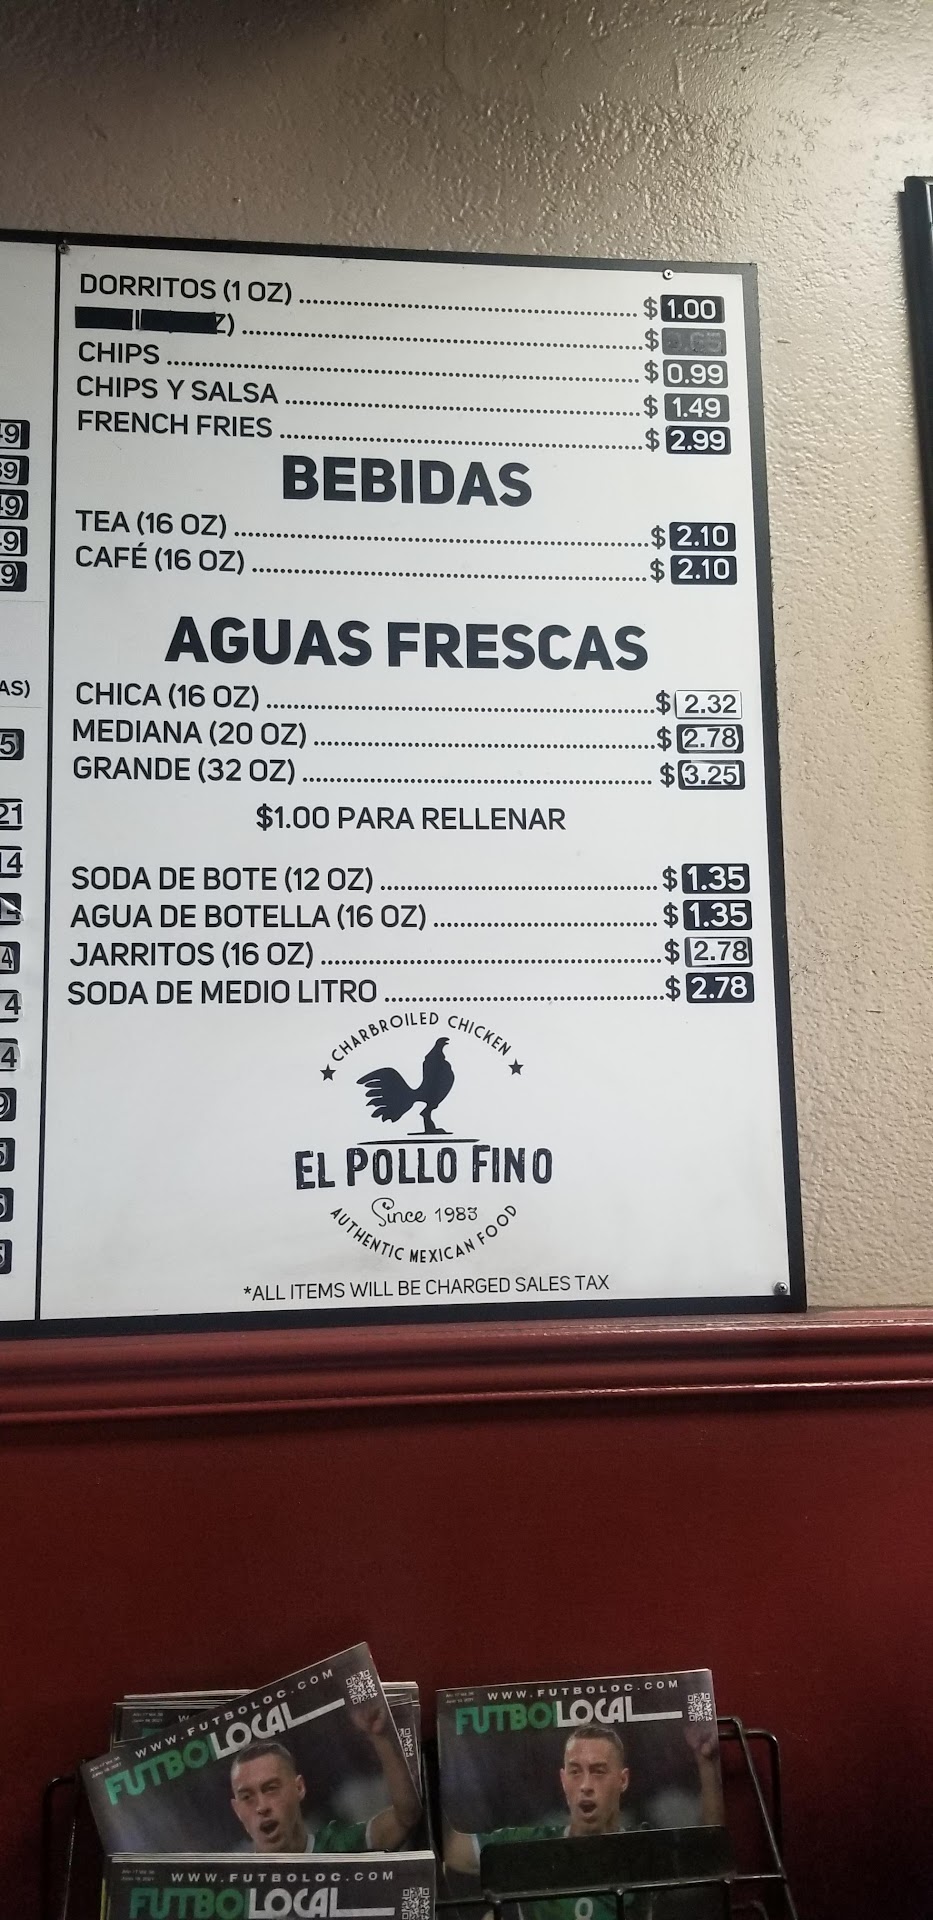 DORRITOS (1 OZ) $ 1.00
Z) $
CHIPS $ 0.99
CHIPS Y SALSA $ 1.49
FRENCH FRIES $ 2.99
BEBIDAS
TEA (16 OZ) $ 2.10
CAFÉ (16 OZ) $ 2.10
AGUAS FRESCAS
CHICA (16 OZ) $ 2.32
MEDIANA (20 OZ) $ 2.78
GRANDE (32 OZ) $ 3.25
$1.00 PARA RELLENAR
SODA DE BOTE (12 OZ) $ 1.35
AGUA DE BOTELLA (16 OZ) $ 1.35
JARRITOS (16 OZ) $ 2.78
SODA DE MEDIO LITRO $ 2.78
CHARBROILED CHICKEN
EL POLLO FINO
Since 1983
AUTHENTIC MEXICAN FOOD
*ALL ITEMS WILL BE CHARGED SALES TAX
WWW.FUTBOLOC.COM
FUTBOLOCAL
WWW.FUTBOLOC.COM
FUTBOLOCAL
WWW.FUTBOLOC.COM
FUTBOLOCAL